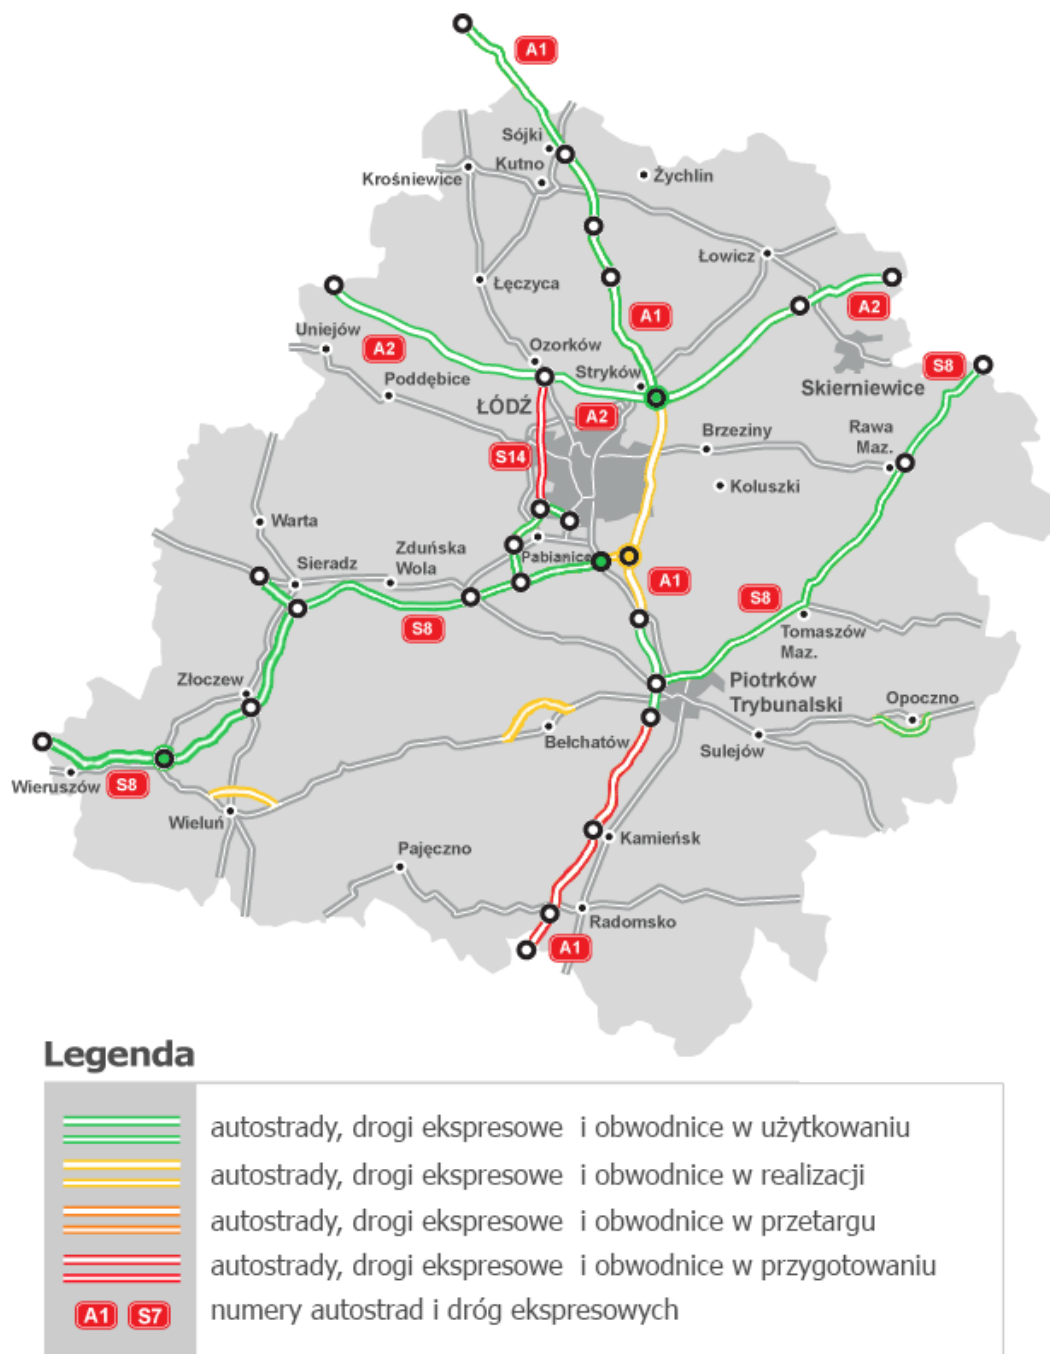 A1
Sójki
Kutno
Krośniewice
Żychlin
Łowicz
Łęczyca
A1
A2
Uniejów
A2
Ozorków
Poddębice
Stryków
S8
Skierniewice
ŁÓDŹ
A2
Brzeziny
Rawa
Maz.
S14
Koluszki
Warta
Sieradz
Zduńska
Wola
Pabianice
A1
S8
S8
Tomaszów
Maz.
Złoczew
Piotrków
Trybunalski
Opoczno
Bełchatów
Sulejów
Wieruszów
S8
Wieluń
Kamieńsk
Pajęczno
Radomsko
A1
Legenda
autostrady, drogi ekspresowe i obwodnice w użytkowaniu
autostrady, drogi ekspresowe i obwodnice w realizacji
autostrady, drogi ekspresowe i obwodnice w przetargu
autostrady, drogi ekspresowe i obwodnice w przygotowaniu
A1 S7 numery autostrad i dróg ekspresowych